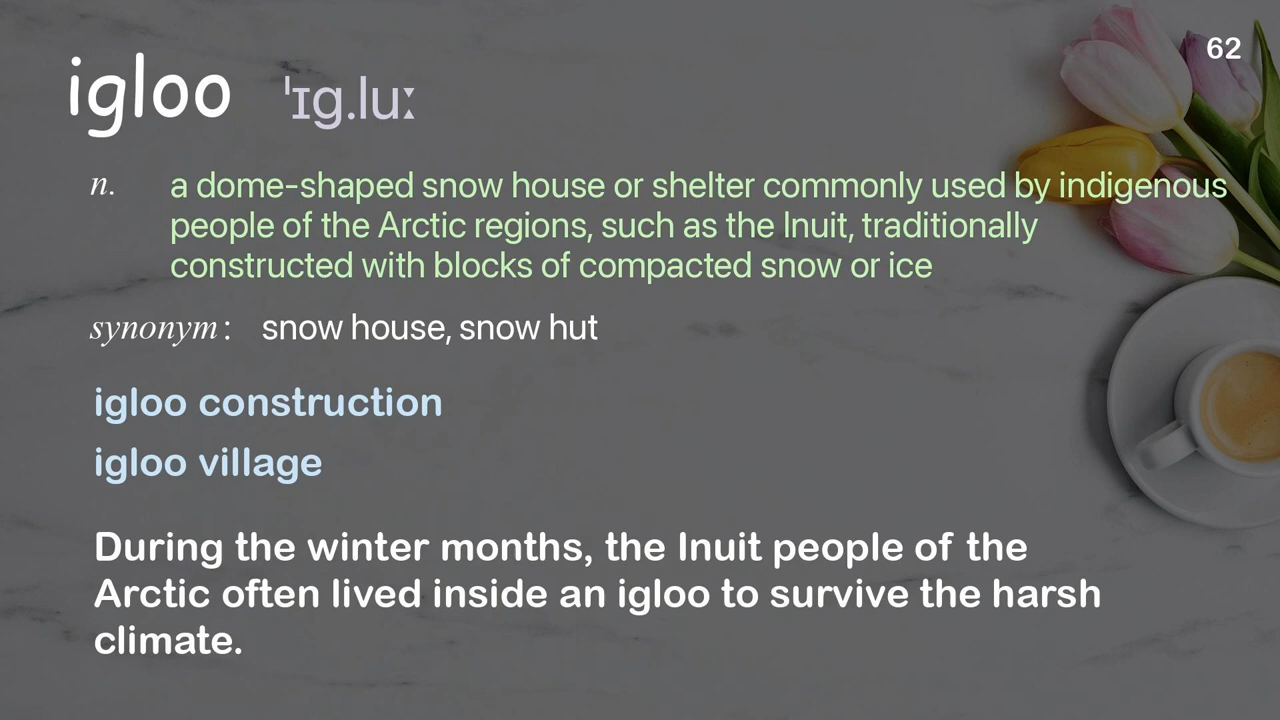 62
igloo ˈɪɡ.luː
n. a dome-shaped snow house or shelter commonly used by indigenous
people of the Arctic regions, such as the Inuit, traditionally
constructed with blocks of compacted snow or ice
synonym: snow house, snow hut
igloo construction
igloo village
During the winter months, the Inuit people of the
Arctic often lived inside an igloo to survive the harsh
climate.